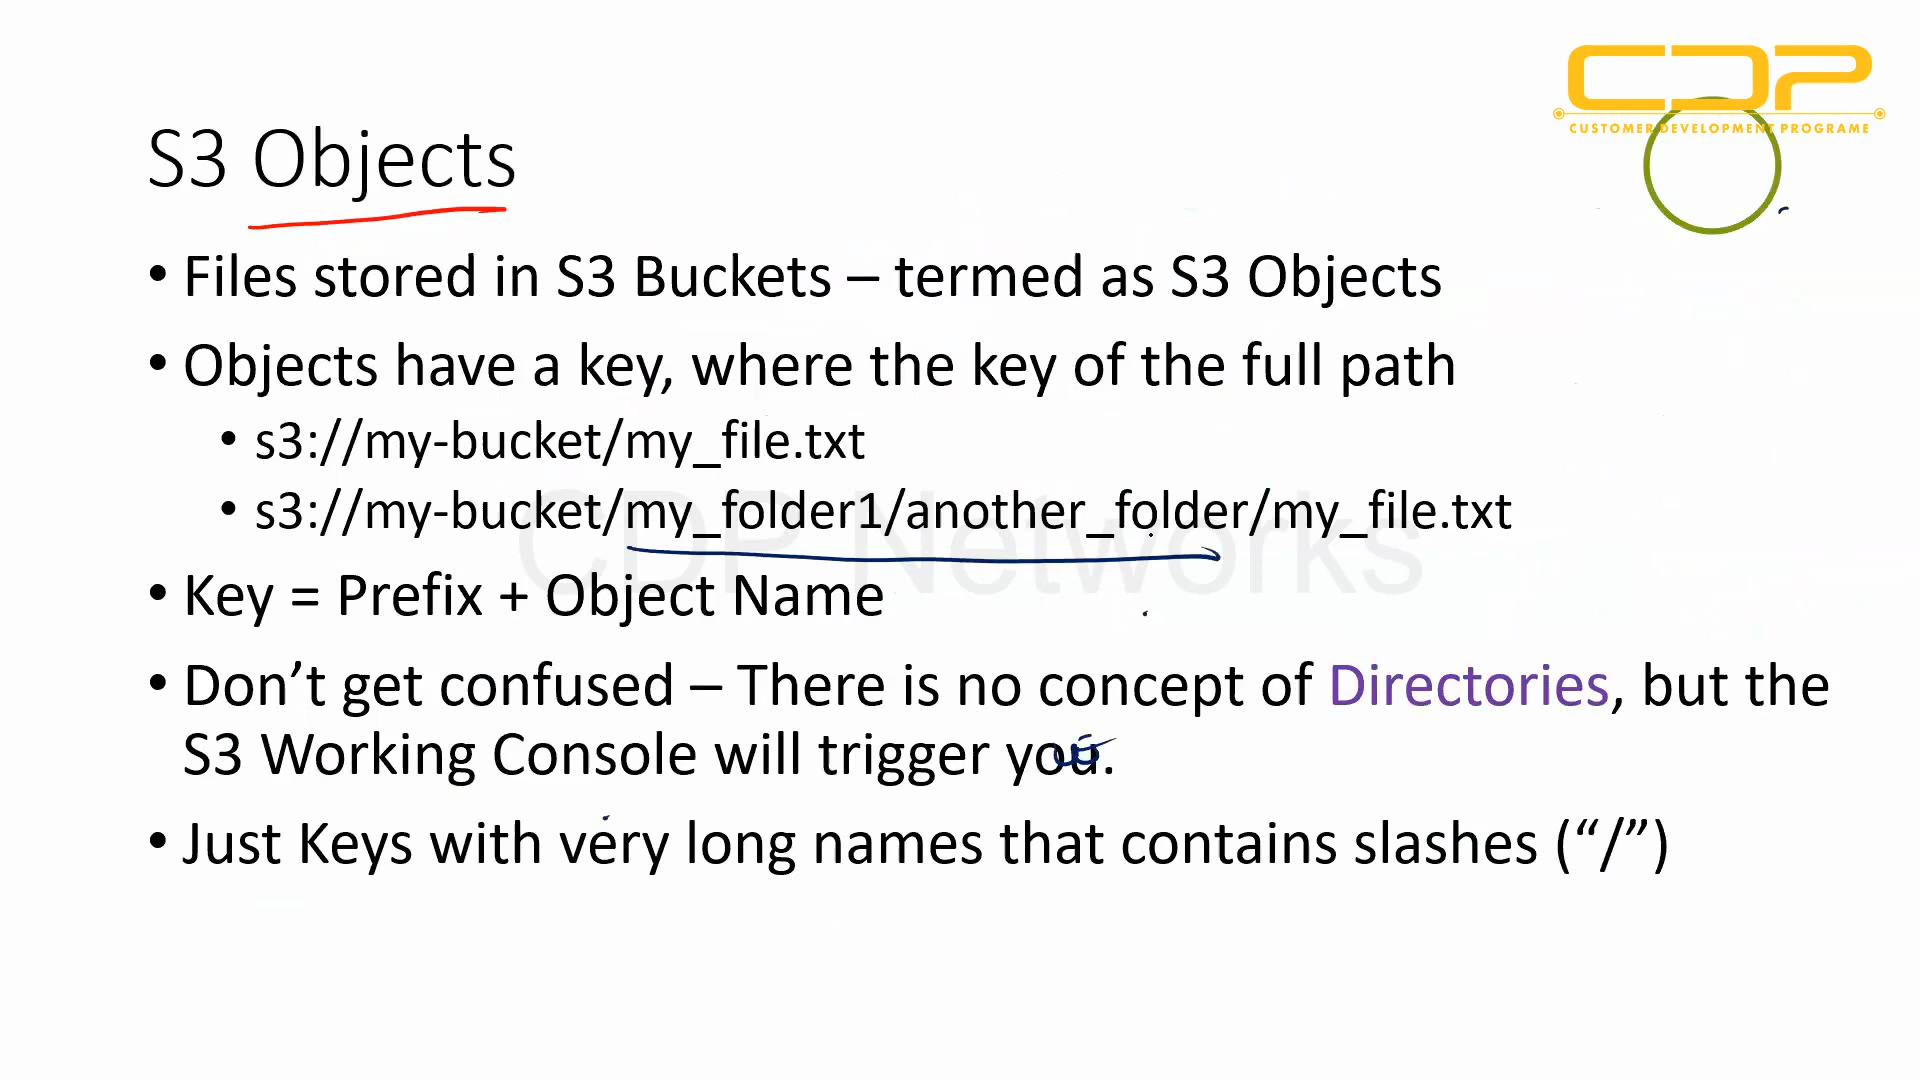 CDP
CUSTOMER DEVELOPMENT PROGRAME
S3 Objects
• Files stored in S3 Buckets – termed as S3 Objects
• Objects have a key, where the key of the full path
• s3://my-bucket/my_file.txt
• s3://my-bucket/my_folder1/another_folder/my_file.txt
CDP Networks
• Key = Prefix + Object Name
• Don’t get confused – There is no concept of Directories, but the
S3 Working Console will trigger you.
• Just Keys with very long names that contains slashes (“/”)